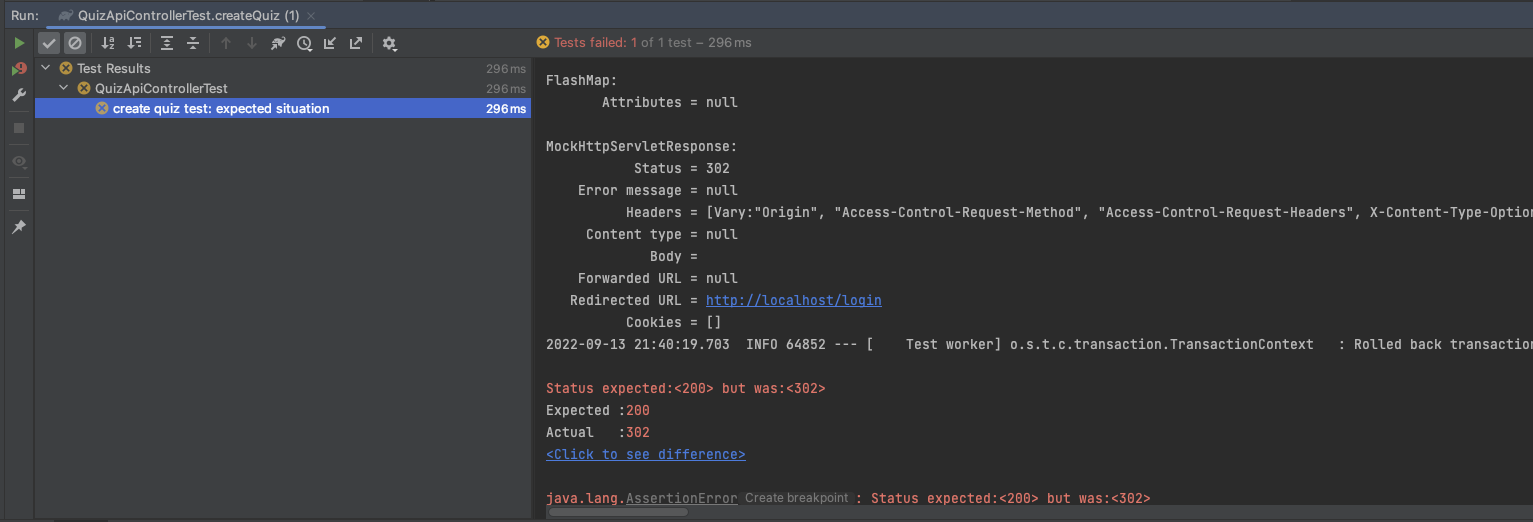 Run: QuizApiControllerTest.createQuiz (1) ×
Tests failed: 1 of 1 test – 296 ms
Test Results 296 ms
QuizApiControllerTest 296 ms
create quiz test: expected situation 296 ms
FlashMap:
Attributes = null
MockHttpServletResponse:
Status = 302
Error message = null
Headers = [Vary:"Origin", "Access-Control-Request-Method", "Access-Control-Request-Headers", X-Content-Type-Option
Content type = null
Body =
Forwarded URL = null
Redirected URL = http://localhost/login
Cookies = []
2022-09-13 21:40:19.703 INFO 64852 --- [ Test worker] o.s.t.c.transaction.TransactionContext : Rolled back transaction
Status expected:<200> but was:<302>
Expected :200
Actual :302
<Click to see difference>
java.lang.AssertionError Create breakpoint : Status expected:<200> but was:<302>